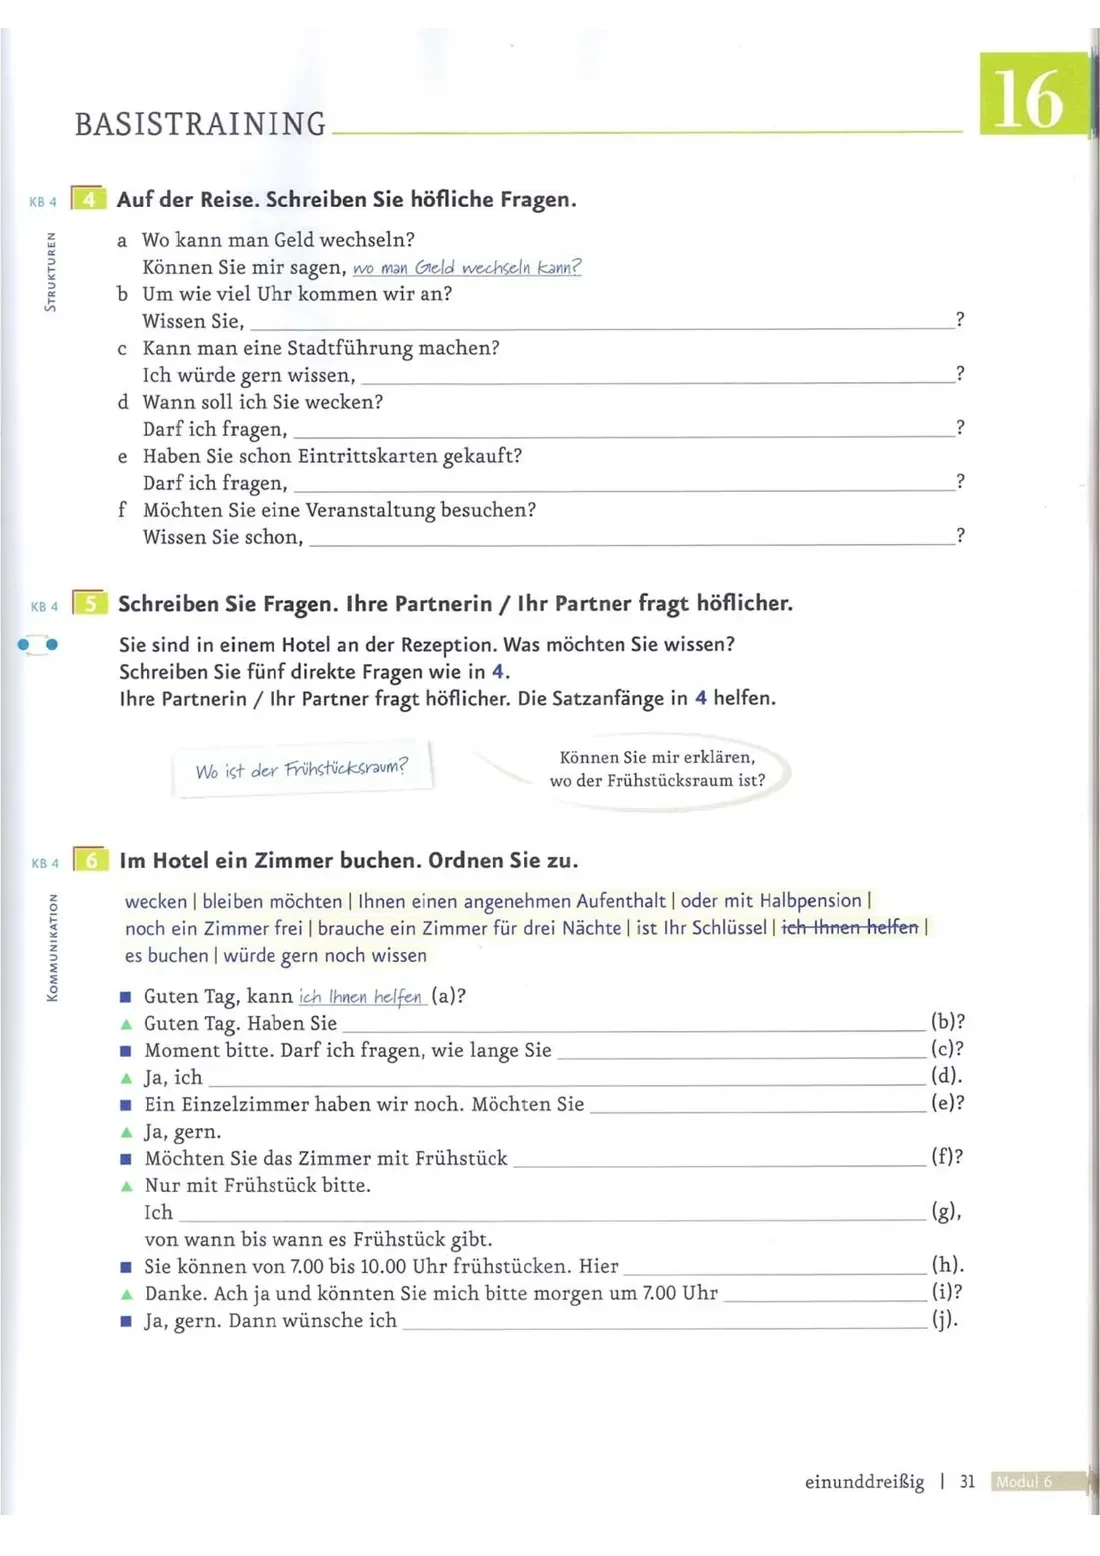 16
BASISTRAINING
KB 4 4 Auf der Reise. Schreiben Sie höfliche Fragen.
STRUKTUREN
a Wo kann man Geld wechseln?
Können Sie mir sagen, wo man Geld wechseln kann?
b Um wie viel Uhr kommen wir an?
Wissen Sie, ?
c Kann man eine Stadtführung machen?
Ich würde gern wissen, ?
d Wann soll ich Sie wecken?
Darf ich fragen, ?
e Haben Sie schon Eintrittskarten gekauft?
Darf ich fragen, ?
f Möchten Sie eine Veranstaltung besuchen?
Wissen Sie schon, ?
KB 4 5 Schreiben Sie Fragen. Ihre Partnerin / Ihr Partner fragt höflicher.
Sie sind in einem Hotel an der Rezeption. Was möchten Sie wissen?
Schreiben Sie fünf direkte Fragen wie in 4.
Ihre Partnerin / Ihr Partner fragt höflicher. Die Satzanfänge in 4 helfen.
Wo ist der Frühstücksraum?
Können Sie mir erklären,
wo der Frühstücksraum ist?
KB 4 6 Im Hotel ein Zimmer buchen. Ordnen Sie zu.
KOMMUNIKATION
wecken | bleiben möchten | Ihnen einen angenehmen Aufenthalt | oder mit Halbpension |
noch ein Zimmer frei | brauche ein Zimmer für drei Nächte | ist Ihr Schlüssel | ich Ihnen helfen |
es buchen | würde gern noch wissen
■ Guten Tag, kann ich Ihnen helfen (a)?
▲ Guten Tag. Haben Sie (b)?
■ Moment bitte. Darf ich fragen, wie lange Sie (c)?
▲ Ja, ich (d).
■ Ein Einzelzimmer haben wir noch. Möchten Sie (e)?
▲ Ja, gern.
■ Möchten Sie das Zimmer mit Frühstück (f)?
▲ Nur mit Frühstück bitte.
Ich (g),
von wann bis wann es Frühstück gibt.
■ Sie können von 7.00 bis 10.00 Uhr frühstücken. Hier (h).
▲ Danke. Ach ja und könnten Sie mich bitte morgen um 7.00 Uhr (i)?
■ Ja, gern. Dann wünsche ich (j).
einunddreißig | 31 Modul 6